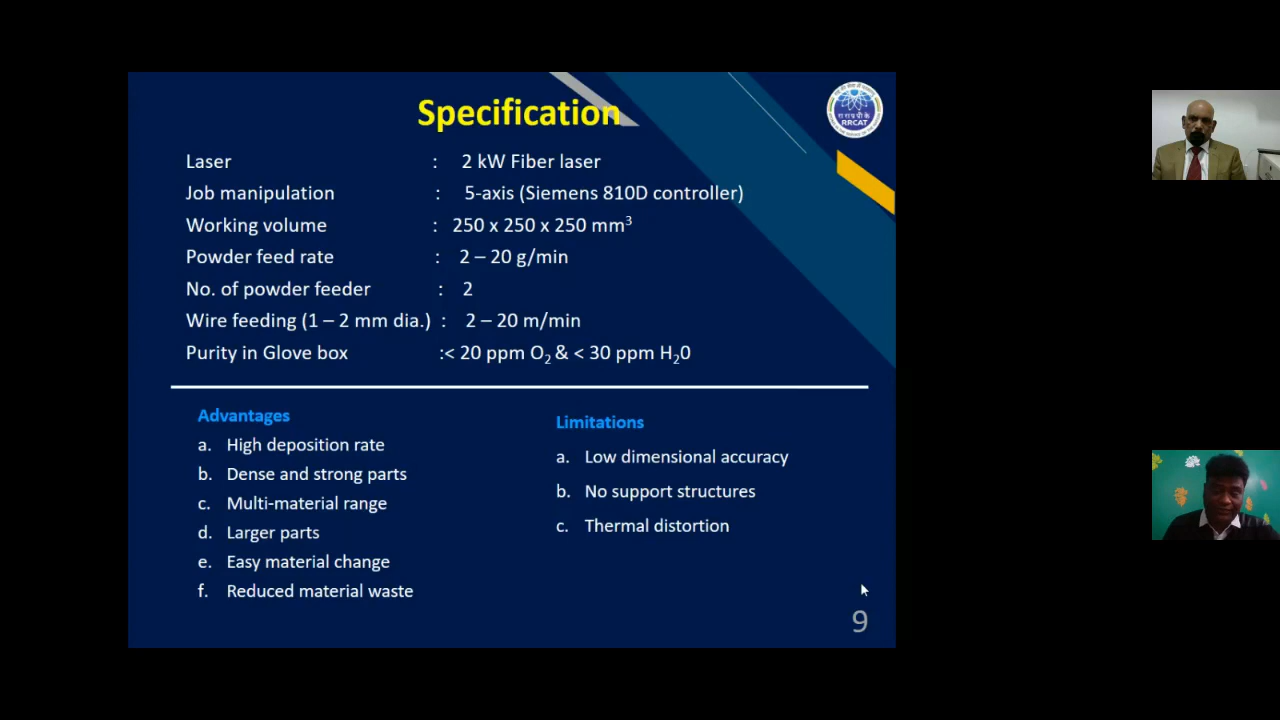 Specification
RRCAT
Laser : 2 kW Fiber laser
Job manipulation : 5-axis (Siemens 810D controller)
Working volume : 250 x 250 x 250 mm³
Powder feed rate : 2 – 20 g/min
No. of powder feeder : 2
Wire feeding (1 – 2 mm dia.) : 2 – 20 m/min
Purity in Glove box :< 20 ppm O₂ & < 30 ppm H₂0
Advantages
a. High deposition rate
b. Dense and strong parts
c. Multi-material range
d. Larger parts
e. Easy material change
f. Reduced material waste
Limitations
a. Low dimensional accuracy
b. No support structures
c. Thermal distortion
9